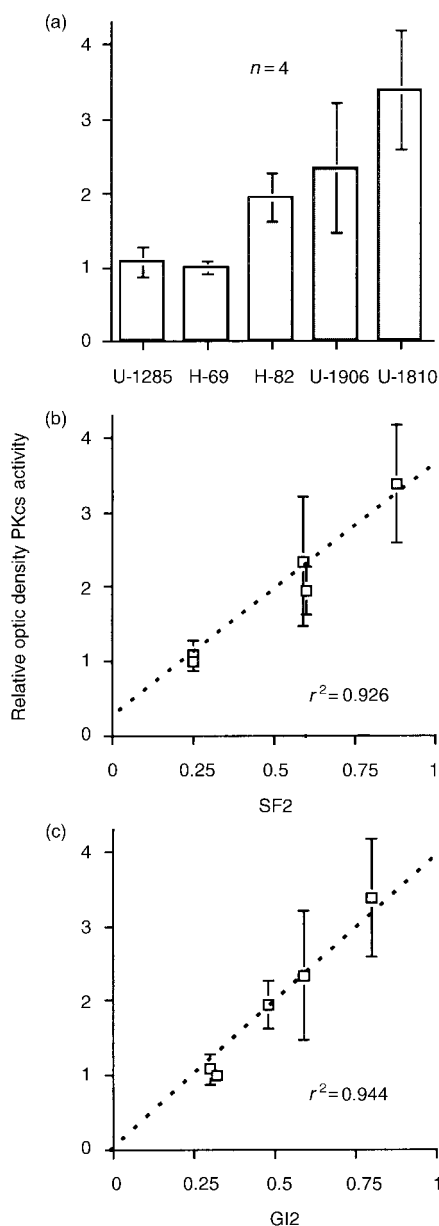 (a)
4
n=4
3
2
1
0
U-1285 H-69 H-82 U-1906 U-1810
Relative optic density PKcs activity
(b)
4
3
2
1
r²=0.926
0
0 0.25 0.5 0.75 1
SF2
(c)
4
3
2
1
r²=0.944
0
0 0.25 0.5 0.75 1
GI2